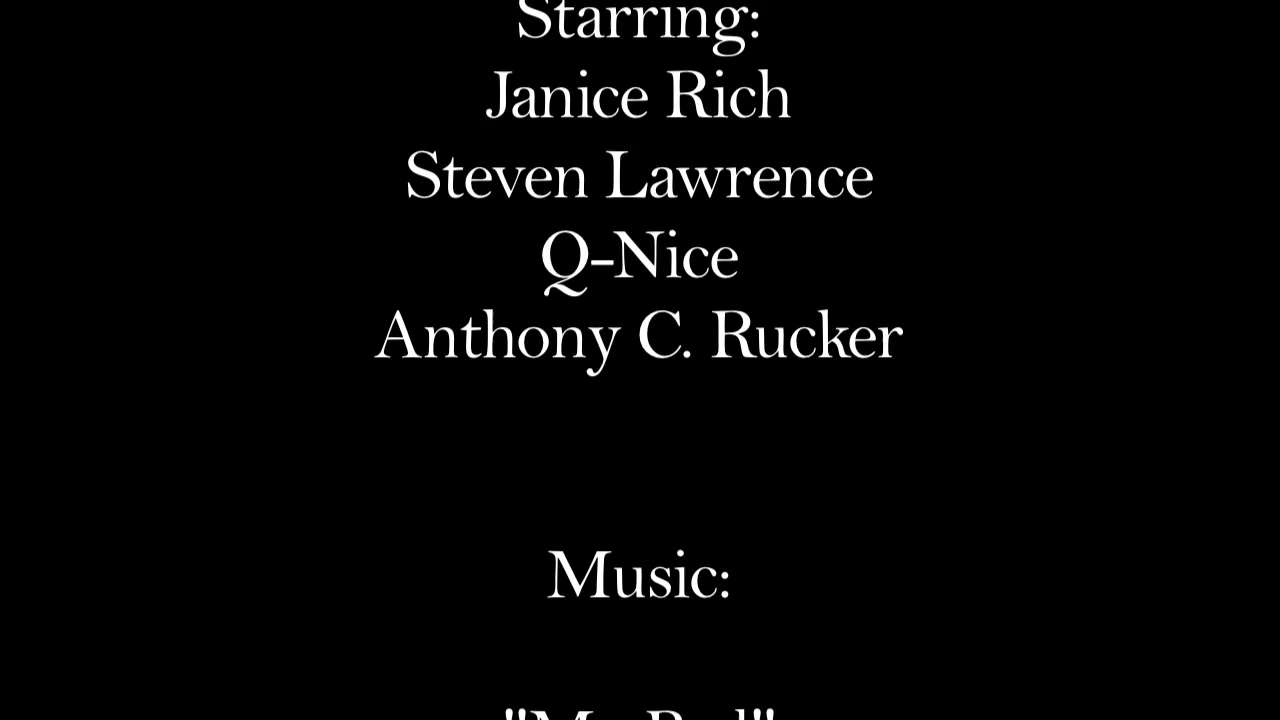 Starring:
Janice Rich
Steven Lawrence
Q-Nice
Anthony C. Rucker
Music: